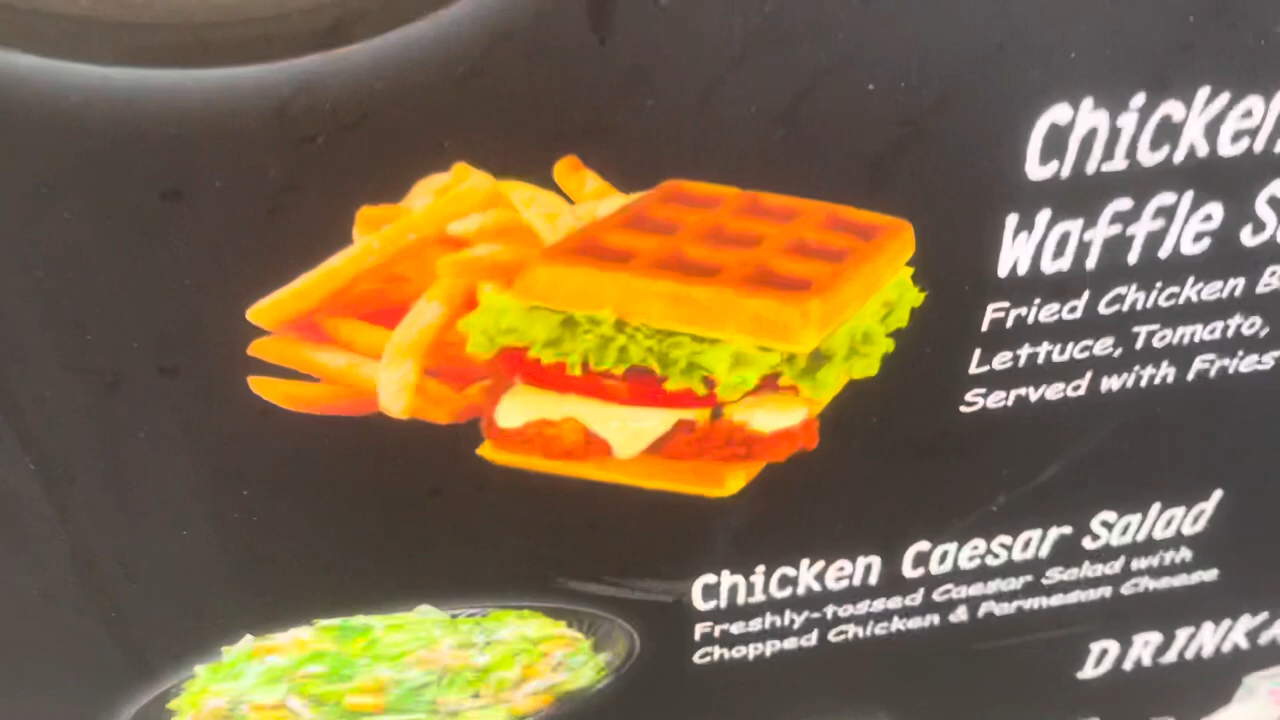 Chicken
Waffle
Fried Chicken
Lettuce, Tomato,
Served with Fries
Chicken Caesar Salad
Freshly-tossed Caesar Salad with
Chopped Chicken & Parmesan Cheese